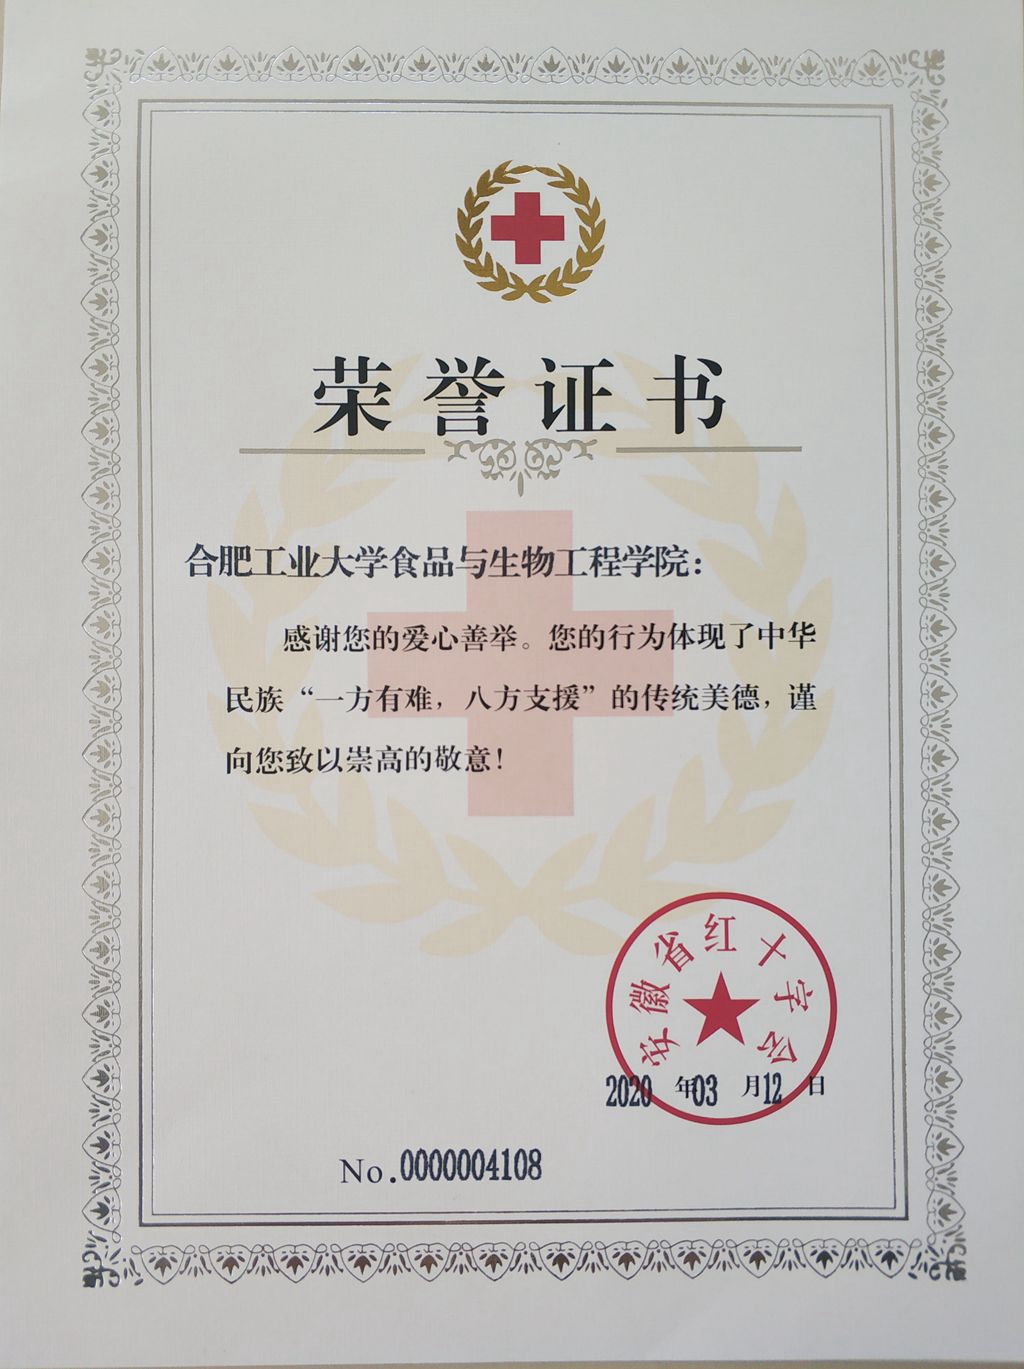 荣誉证书
合肥工业大学食品与生物工程学院:
感谢您的爱心善举。您的行为体现了中华
民族“一方有难，八方支援”的传统美德，谨
向您致以崇高的敬意！
安徽省红十字会
2020 年03 月12 日
No.0000004108